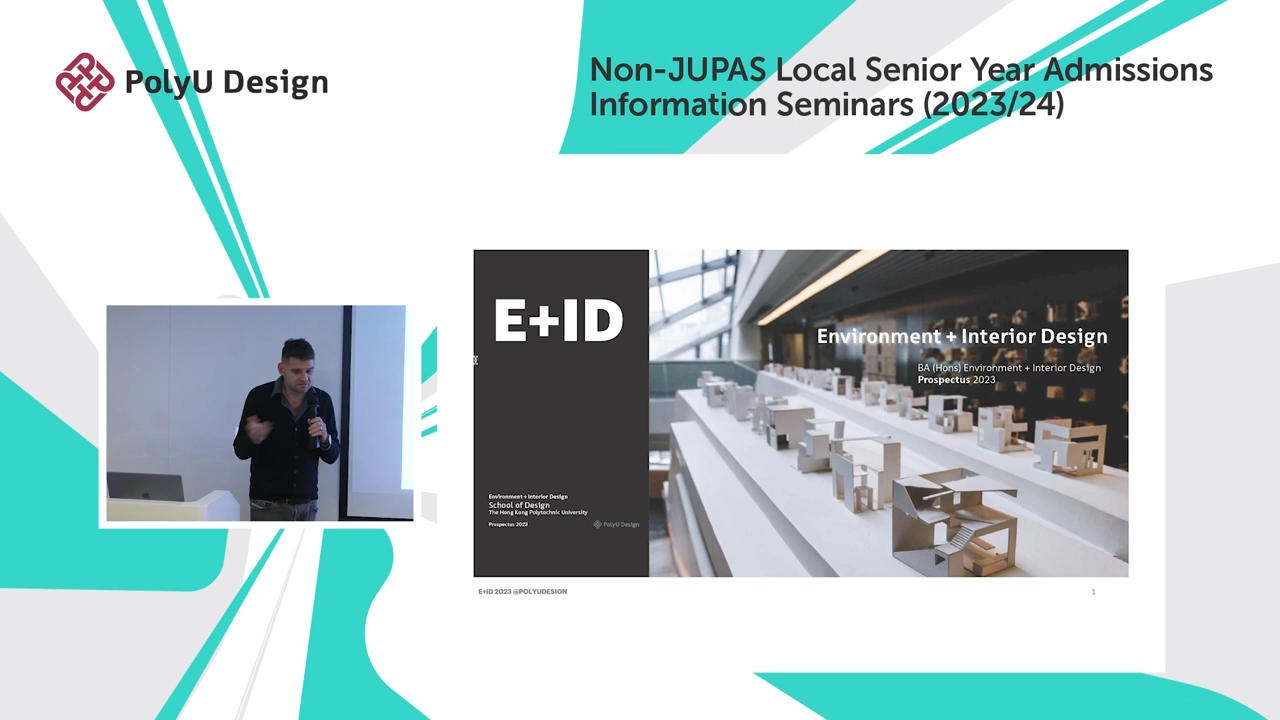 PolyU Design
Non-JUPAS Local Senior Year Admissions
Information Seminars (2023/24)
E+ID
Environment + Interior Design
BA (Hons) Environment + Interior Design
Prospectus 2023
Environment + Interior Design
School of Design
The Hong Kong Polytechnic University
Prospectus 2023
PolyU Design
E+ID 2023 @POLYUDESIGN
1